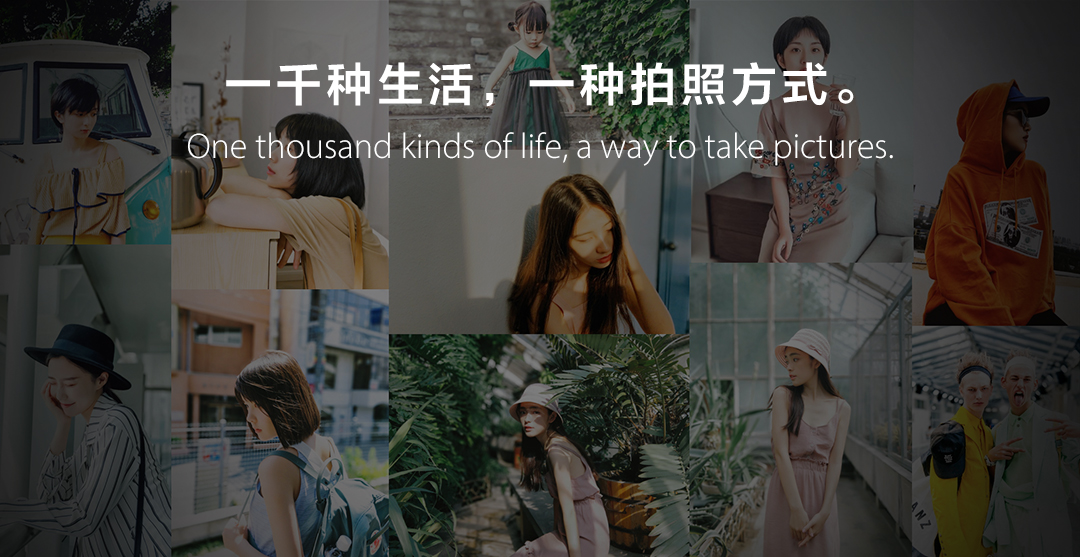 一千种生活，一种拍照方式。
One thousand kinds of life, a way to take pictures.